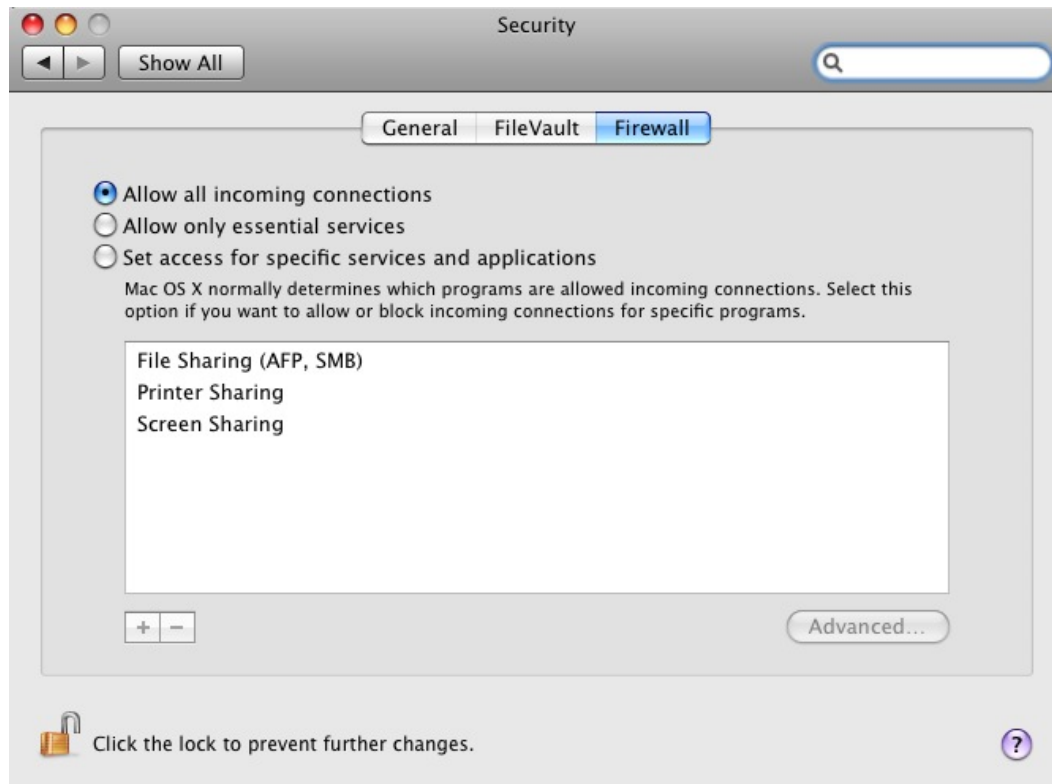 Security
Show All
General FileVault Firewall
Allow all incoming connections
Allow only essential services
Set access for specific services and applications
Mac OS X normally determines which programs are allowed incoming connections. Select this
option if you want to allow or block incoming connections for specific programs.
File Sharing (AFP, SMB)
Printer Sharing
Screen Sharing
+ −
Advanced...
Click the lock to prevent further changes.
?